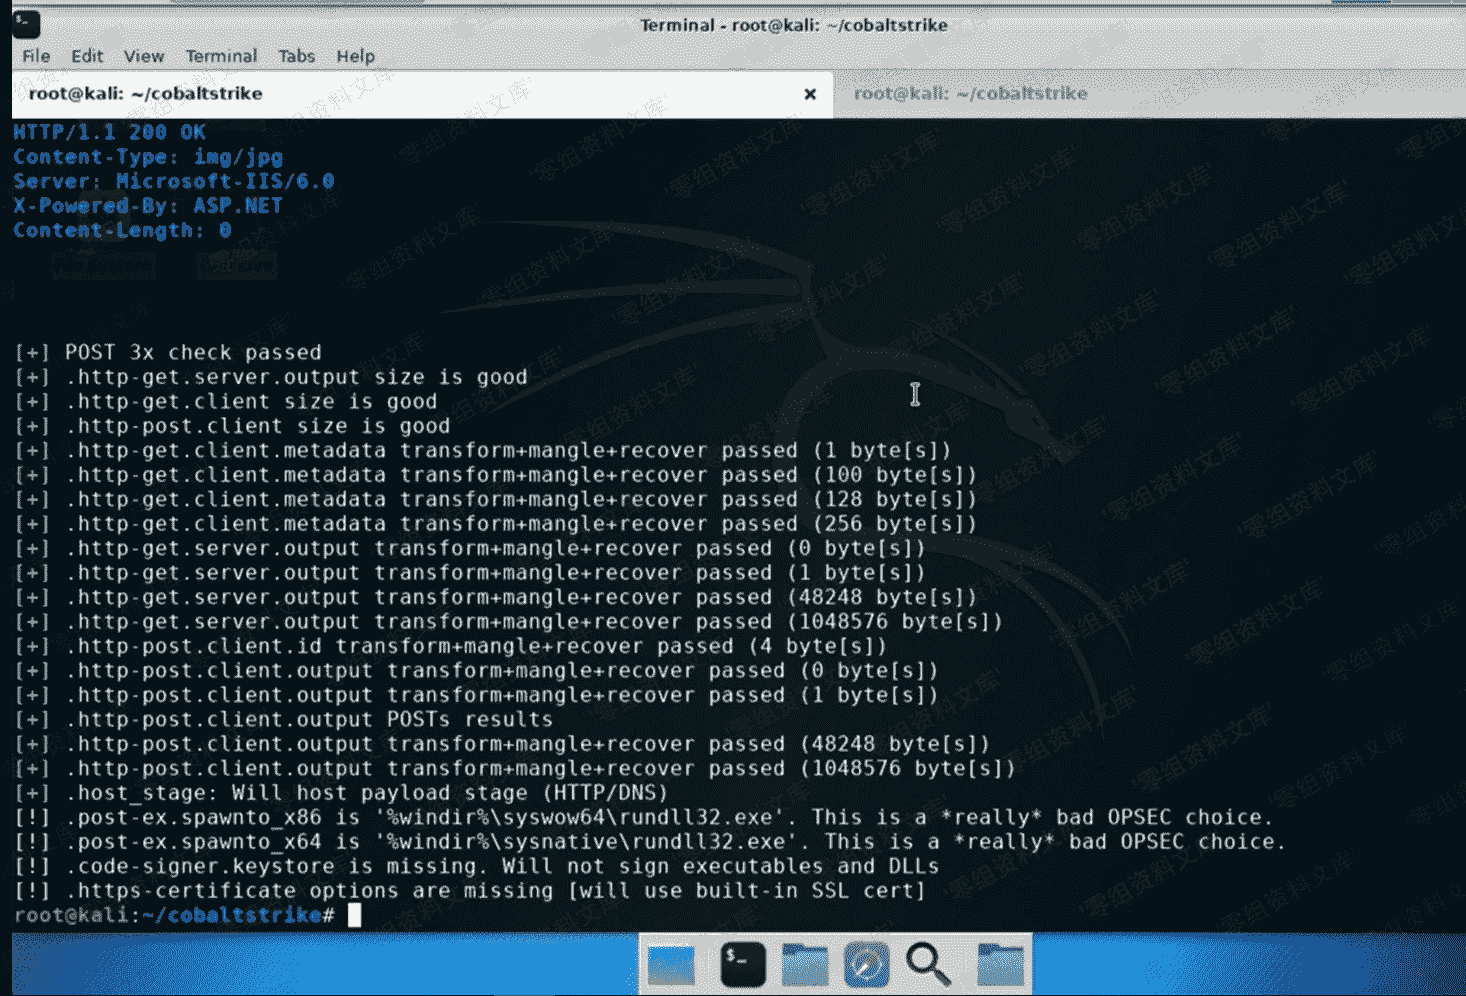 Terminal - root@kali: ~/cobaltstrike
File Edit View Terminal Tabs Help
root@kali: ~/cobaltstrike × root@kali: ~/cobaltstrike
HTTP/1.1 200 OK
Content-Type: img/jpg
Server: Microsoft-IIS/6.0
X-Powered-By: ASP.NET
Content-Length: 0
[+] POST 3x check passed
[+] .http-get.server.output size is good
[+] .http-get.client size is good
[+] .http-post.client size is good
[+] .http-get.client.metadata transform+mangle+recover passed (1 byte[s])
[+] .http-get.client.metadata transform+mangle+recover passed (100 byte[s])
[+] .http-get.client.metadata transform+mangle+recover passed (128 byte[s])
[+] .http-get.client.metadata transform+mangle+recover passed (256 byte[s])
[+] .http-get.server.output transform+mangle+recover passed (0 byte[s])
[+] .http-get.server.output transform+mangle+recover passed (1 byte[s])
[+] .http-get.server.output transform+mangle+recover passed (48248 byte[s])
[+] .http-get.server.output transform+mangle+recover passed (1048576 byte[s])
[+] .http-post.client.id transform+mangle+recover passed (4 byte[s])
[+] .http-post.client.output transform+mangle+recover passed (0 byte[s])
[+] .http-post.client.output transform+mangle+recover passed (1 byte[s])
[+] .http-post.client.output POSTs results
[+] .http-post.client.output transform+mangle+recover passed (48248 byte[s])
[+] .http-post.client.output transform+mangle+recover passed (1048576 byte[s])
[+] .host_stage: Will host payload stage (HTTP/DNS)
[!] .post-ex.spawnto_x86 is '%windir%\syswow64\rundll32.exe'. This is a *really* bad OPSEC choice.
[!] .post-ex.spawnto_x64 is '%windir%\sysnative\rundll32.exe'. This is a *really* bad OPSEC choice.
[!] .code-signer.keystore is missing. Will not sign executables and DLLs
[!] .https-certificate options are missing [will use built-in SSL cert]
root@kali:~/cobaltstrike#
零组资料文库